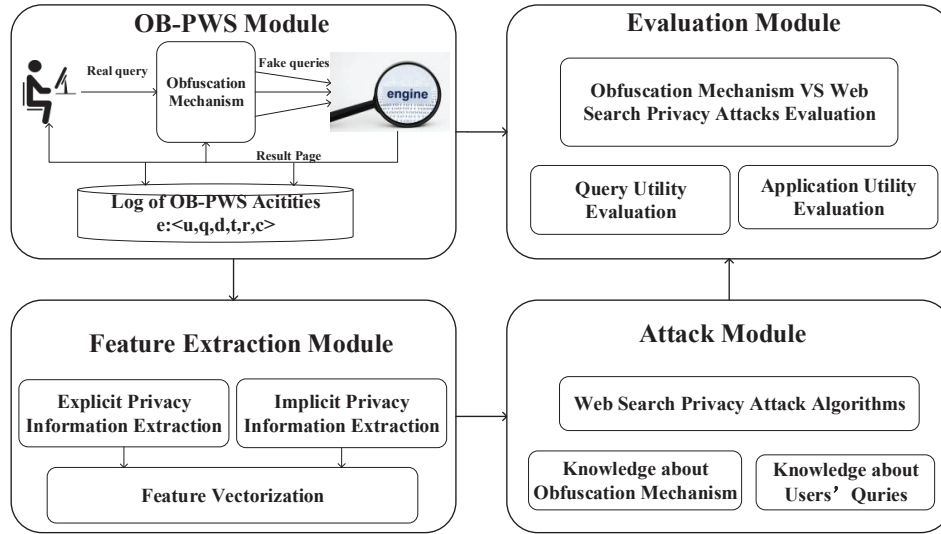 OB-PWS Module
Real query
Obfuscation
Mechanism
Fake queries
engine
Result Page
Log of OB-PWS Acitities
e:<u,q,d,t,r,c>
Evaluation Module
Obfuscation Mechanism VS Web
Search Privacy Attacks Evaluation
Query Utility
Evaluation
Application Utility
Evaluation
Feature Extraction Module
Explicit Privacy
Information Extraction
Implicit Privacy
Information Extraction
Feature Vectorization
Attack Module
Web Search Privacy Attack Algorithms
Knowledge about
Obfuscation Mechanism
Knowledge about
Users’ Quries